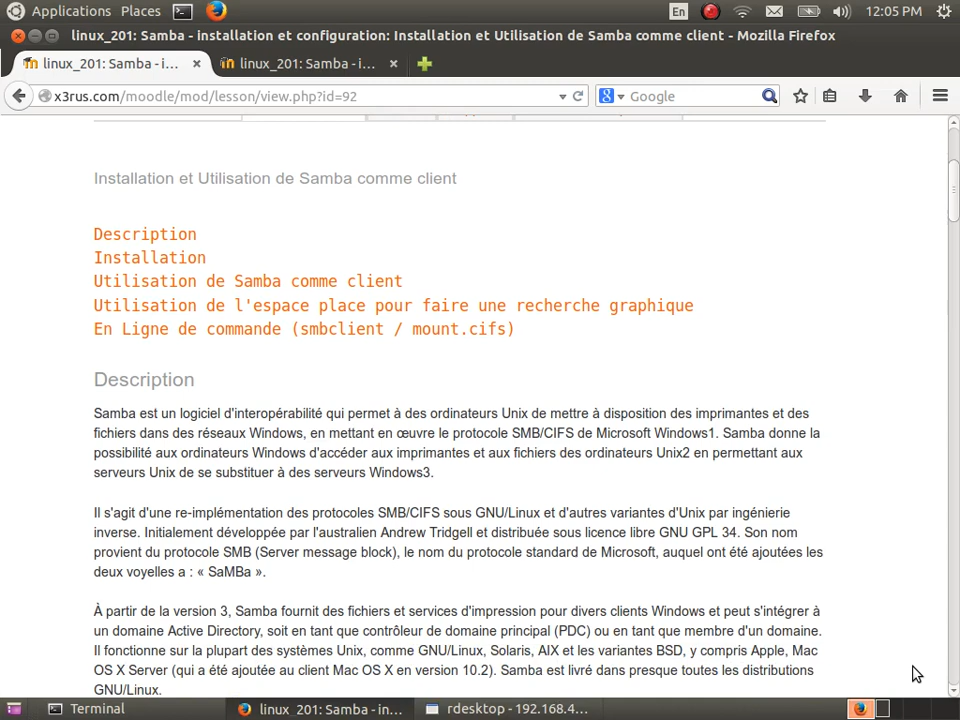 Applications Places En 12:05 PM
linux_201: Samba - installation et configuration: Installation et Utilisation de Samba comme client - Mozilla Firefox
linux_201: Samba - i... linux_201: Samba - i...
x3rus.com/moodle/mod/lesson/view.php?id=92 Google
Installation et Utilisation de Samba comme client
Description
Installation
Utilisation de Samba comme client
Utilisation de l'espace place pour faire une recherche graphique
En Ligne de commande (smbclient / mount.cifs)
Description
Samba est un logiciel d'interopérabilité qui permet à des ordinateurs Unix de mettre à disposition des imprimantes et des
fichiers dans des réseaux Windows, en mettant en œuvre le protocole SMB/CIFS de Microsoft Windows1. Samba donne la
possibilité aux ordinateurs Windows d'accéder aux imprimantes et aux fichiers des ordinateurs Unix2 en permettant aux
serveurs Unix de se substituer à des serveurs Windows3.
Il s'agit d'une re-implémentation des protocoles SMB/CIFS sous GNU/Linux et d'autres variantes d'Unix par ingénierie
inverse. Initialement développée par l'australien Andrew Tridgell et distribuée sous licence libre GNU GPL 34. Son nom
provient du protocole SMB (Server message block), le nom du protocole standard de Microsoft, auquel ont été ajoutées les
deux voyelles a : « SaMBa ».
À partir de la version 3, Samba fournit des fichiers et services d'impression pour divers clients Windows et peut s'intégrer à
un domaine Active Directory, soit en tant que contrôleur de domaine principal (PDC) ou en tant que membre d'un domaine.
Il fonctionne sur la plupart des systèmes Unix, comme GNU/Linux, Solaris, AIX et les variantes BSD, y compris Apple, Mac
OS X Server (qui a été ajoutée au client Mac OS X en version 10.2). Samba est livré dans presque toutes les distributions
GNU/Linux.
Terminal linux_201: Samba - in... rdesktop - 192.168.4...